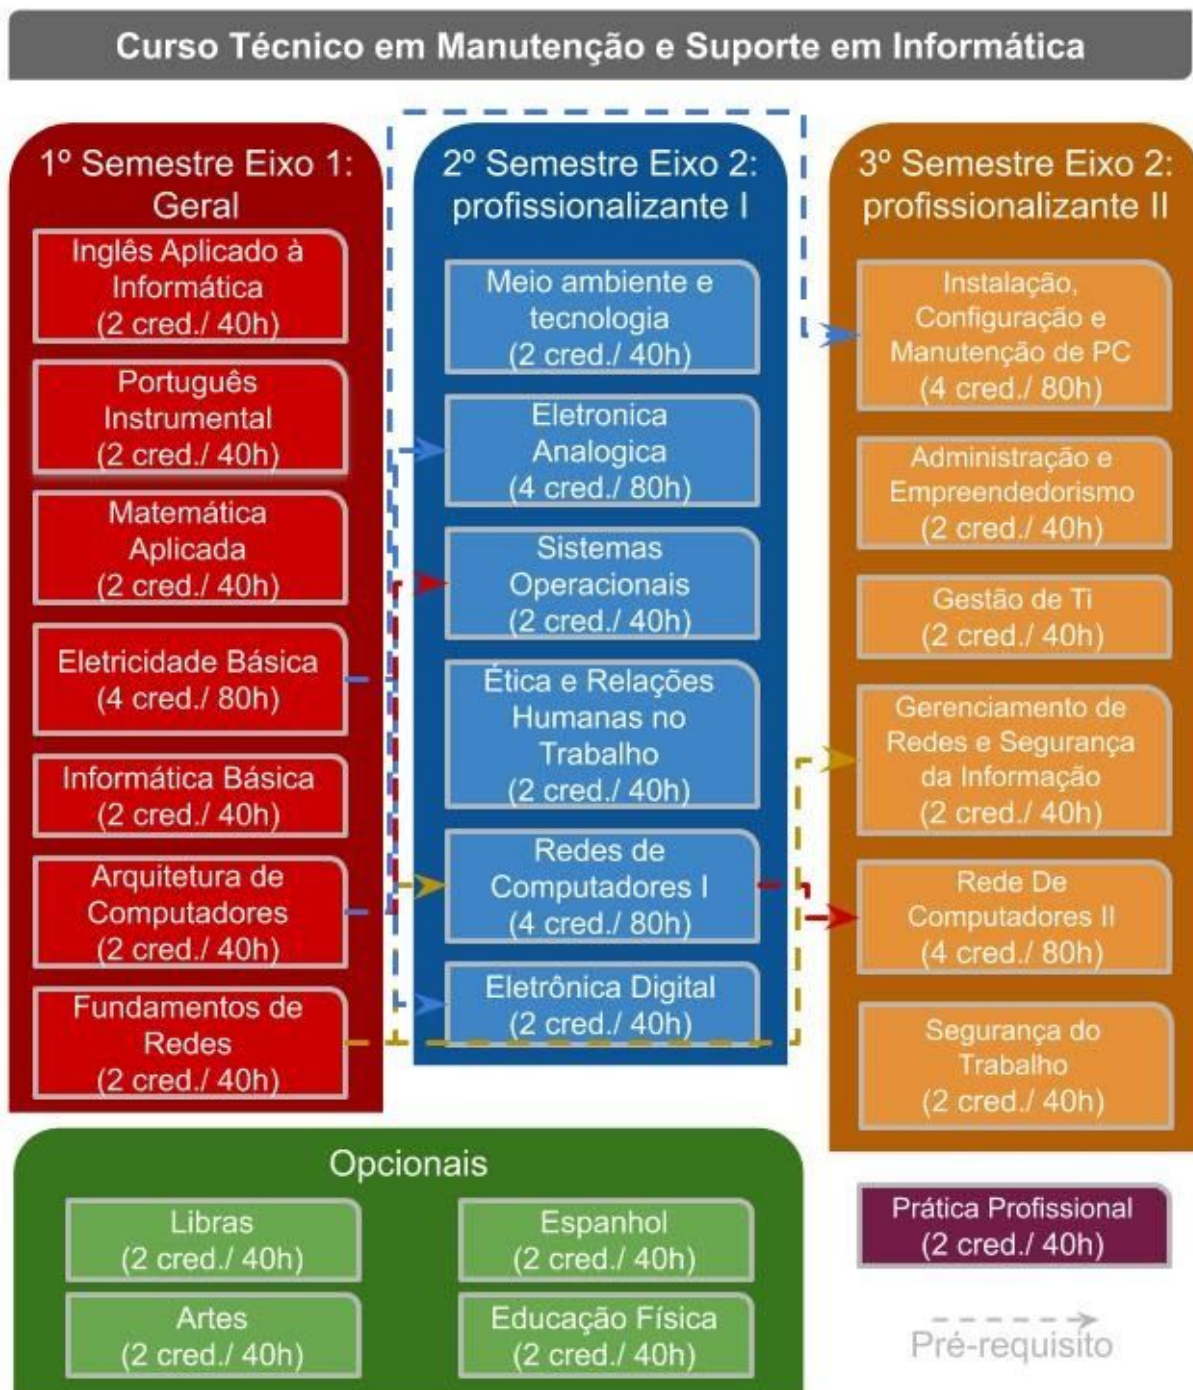 Curso Técnico em Manutenção e Suporte em Informática
1º Semestre Eixo 1:
Geral
Inglês Aplicado à
Informática
(2 cred./ 40h)
Português
Instrumental
(2 cred./ 40h)
Matemática
Aplicada
(2 cred./ 40h)
Eletricidade Básica
(4 cred./ 80h)
Informática Básica
(2 cred./ 40h)
Arquitetura de
Computadores
(2 cred./ 40h)
Fundamentos de
Redes
(2 cred./ 40h)
2º Semestre Eixo 2:
profissionalizante I
Meio ambiente e
tecnologia
(2 cred./ 40h)
Eletronica
Analogica
(4 cred./ 80h)
Sistemas
Operacionais
(2 cred./ 40h)
Ética e Relações
Humanas no
Trabalho
(2 cred./ 40h)
Redes de
Computadores I
(4 cred./ 80h)
Eletrônica Digital
(2 cred./ 40h)
3º Semestre Eixo 2:
profissionalizante II
Instalação,
Configuração e
Manutenção de PC
(4 cred./ 80h)
Administração e
Empreendedorismo
(2 cred./ 40h)
Gestão de Ti
(2 cred./ 40h)
Gerenciamento de
Redes e Segurança
da Informação
(2 cred./ 40h)
Rede De
Computadores II
(4 cred./ 80h)
Segurança do
Trabalho
(2 cred./ 40h)
Opcionais
Libras
(2 cred./ 40h)
Espanhol
(2 cred./ 40h)
Artes
(2 cred./ 40h)
Educação Física
(2 cred./ 40h)
Prática Profissional
(2 cred./ 40h)
Pré-requisito